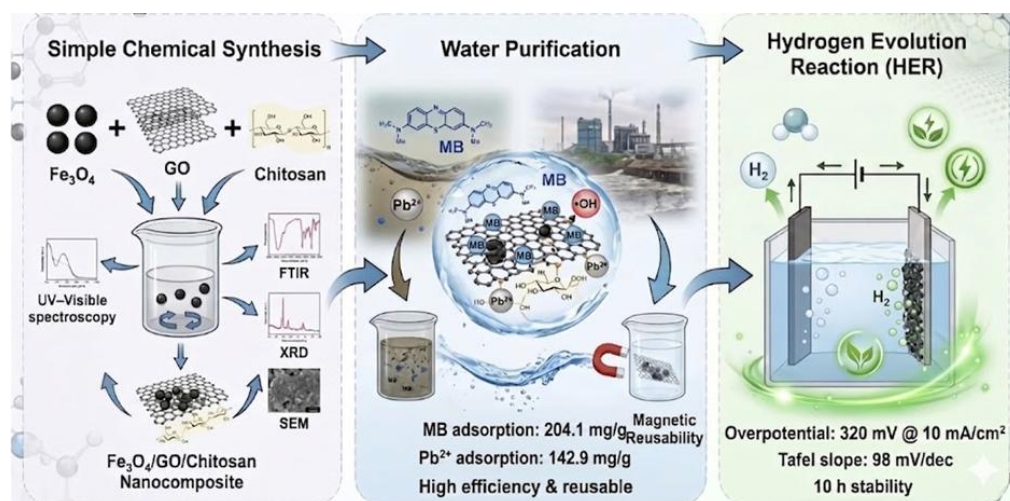 Simple Chemical Synthesis
Fe₃O₄
+
GO
+
Chitosan
UV–Visible
spectroscopy
FTIR
XRD
SEM
Fe₃O₄/GO/Chitosan
Nanocomposite
Water Purification
MB
Pb²⁺
MB
•OH
MB
MB
MB
MB
MB
Pb²⁺
Pb²⁺
Magnetic
Reusability
MB adsorption: 204.1 mg/g
Pb²⁺ adsorption: 142.9 mg/g
High efficiency & reusable
Hydrogen Evolution
Reaction (HER)
H₂
H₂
Overpotential: 320 mV @ 10 mA/cm²
Tafel slope: 98 mV/dec
10 h stability